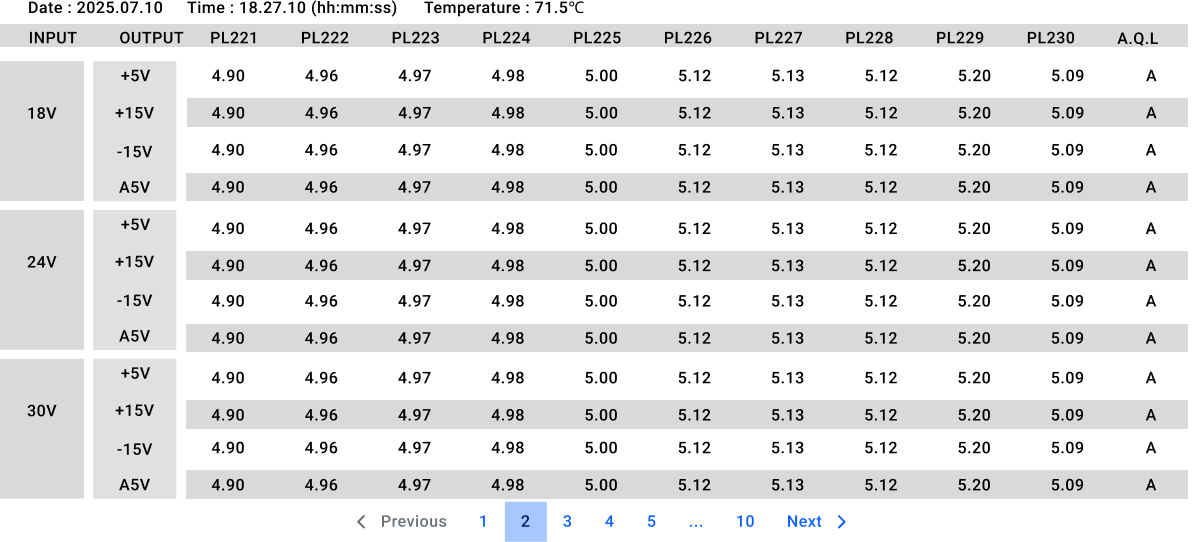 Date : 2025.07.10 Time : 18.27.10 (hh:mm:ss) Temperature : 71.5℃
INPUT OUTPUT PL221 PL222 PL223 PL224 PL225 PL226 PL227 PL228 PL229 PL230 A.Q.L
+5V 4.90 4.96 4.97 4.98 5.00 5.12 5.13 5.12 5.20 5.09 A
18V +15V 4.90 4.96 4.97 4.98 5.00 5.12 5.13 5.12 5.20 5.09 A
-15V 4.90 4.96 4.97 4.98 5.00 5.12 5.13 5.12 5.20 5.09 A
A5V 4.90 4.96 4.97 4.98 5.00 5.12 5.13 5.12 5.20 5.09 A
+5V 4.90 4.96 4.97 4.98 5.00 5.12 5.13 5.12 5.20 5.09 A
24V +15V 4.90 4.96 4.97 4.98 5.00 5.12 5.13 5.12 5.20 5.09 A
-15V 4.90 4.96 4.97 4.98 5.00 5.12 5.13 5.12 5.20 5.09 A
A5V 4.90 4.96 4.97 4.98 5.00 5.12 5.13 5.12 5.20 5.09 A
+5V 4.90 4.96 4.97 4.98 5.00 5.12 5.13 5.12 5.20 5.09 A
30V +15V 4.90 4.96 4.97 4.98 5.00 5.12 5.13 5.12 5.20 5.09 A
-15V 4.90 4.96 4.97 4.98 5.00 5.12 5.13 5.12 5.20 5.09 A
A5V 4.90 4.96 4.97 4.98 5.00 5.12 5.13 5.12 5.20 5.09 A
Previous 1 2 3 4 5 ... 10 Next